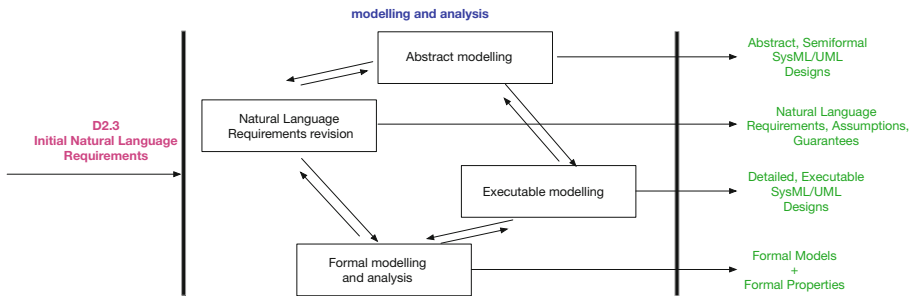 modelling and analysis
Abstract modelling
Abstract, Semiformal
SysML/UML
Designs
D2.3
Initial Natural Language
Requirements
Natural Language
Requirements revision
Natural Language
Requirements, Assumptions,
Guarantees
Executable modelling
Detailed, Executable
SysML/UML
Designs
Formal modelling
and analysis
Formal Models
+
Formal Properties